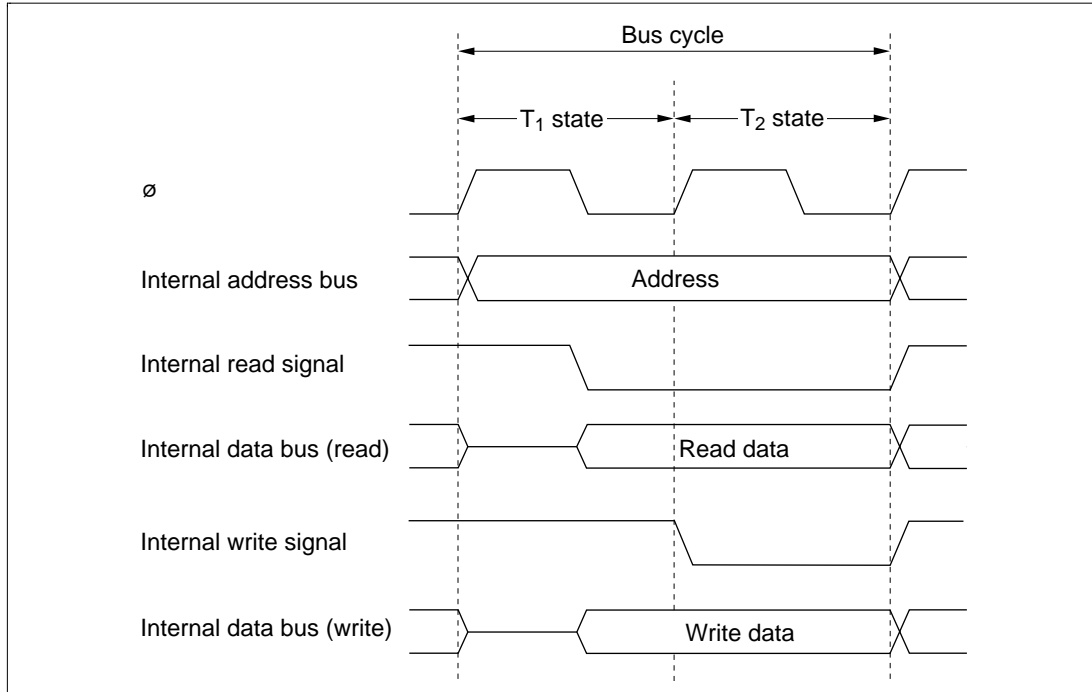 Bus cycle
T₁ state
T₂ state
ø
Internal address bus
Address
Internal read signal
Internal data bus (read)
Read data
Internal write signal
Internal data bus (write)
Write data